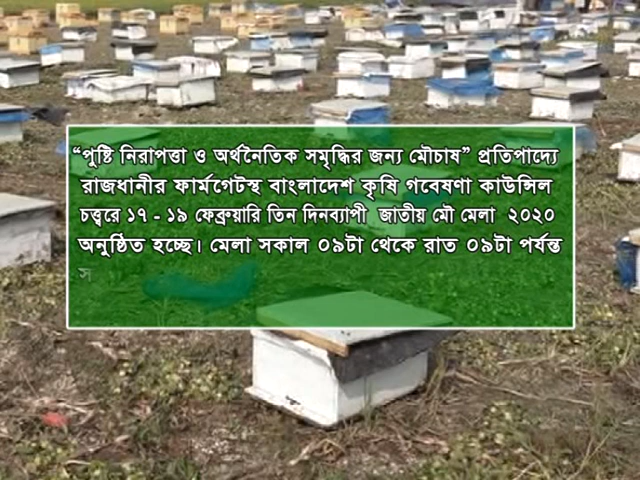 “পুষ্টি নিরাপত্তা ও অর্থনৈতিক সমৃদ্ধির জন্য মৌচাষ” প্রতিপাদ্যে
রাজধানীর ফার্মগেটস্থ বাংলাদেশ কৃষি গবেষণা কাউন্সিল
চত্ত্বরে ১৭ - ১৯ ফেব্রুয়ারি তিন দিনব্যাপী জাতীয় মৌ মেলা ২০২০
অনুষ্ঠিত হচ্ছে। মেলা সকাল ০৯টা থেকে রাত ০৯টা পর্যন্ত